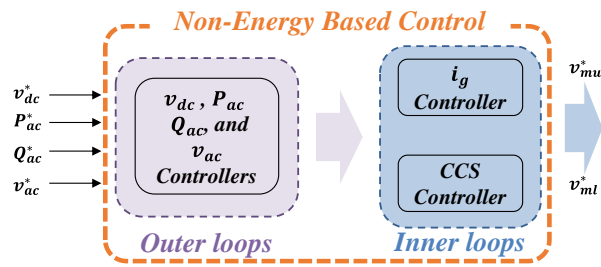 Non-Energy Based Control
v*dc
P*ac
Q*ac
v*ac
vdc , Pac
Qac, and
vac
Controllers
Outer loops
ig
Controller
CCS
Controller
Inner loops
v*mu
v*ml